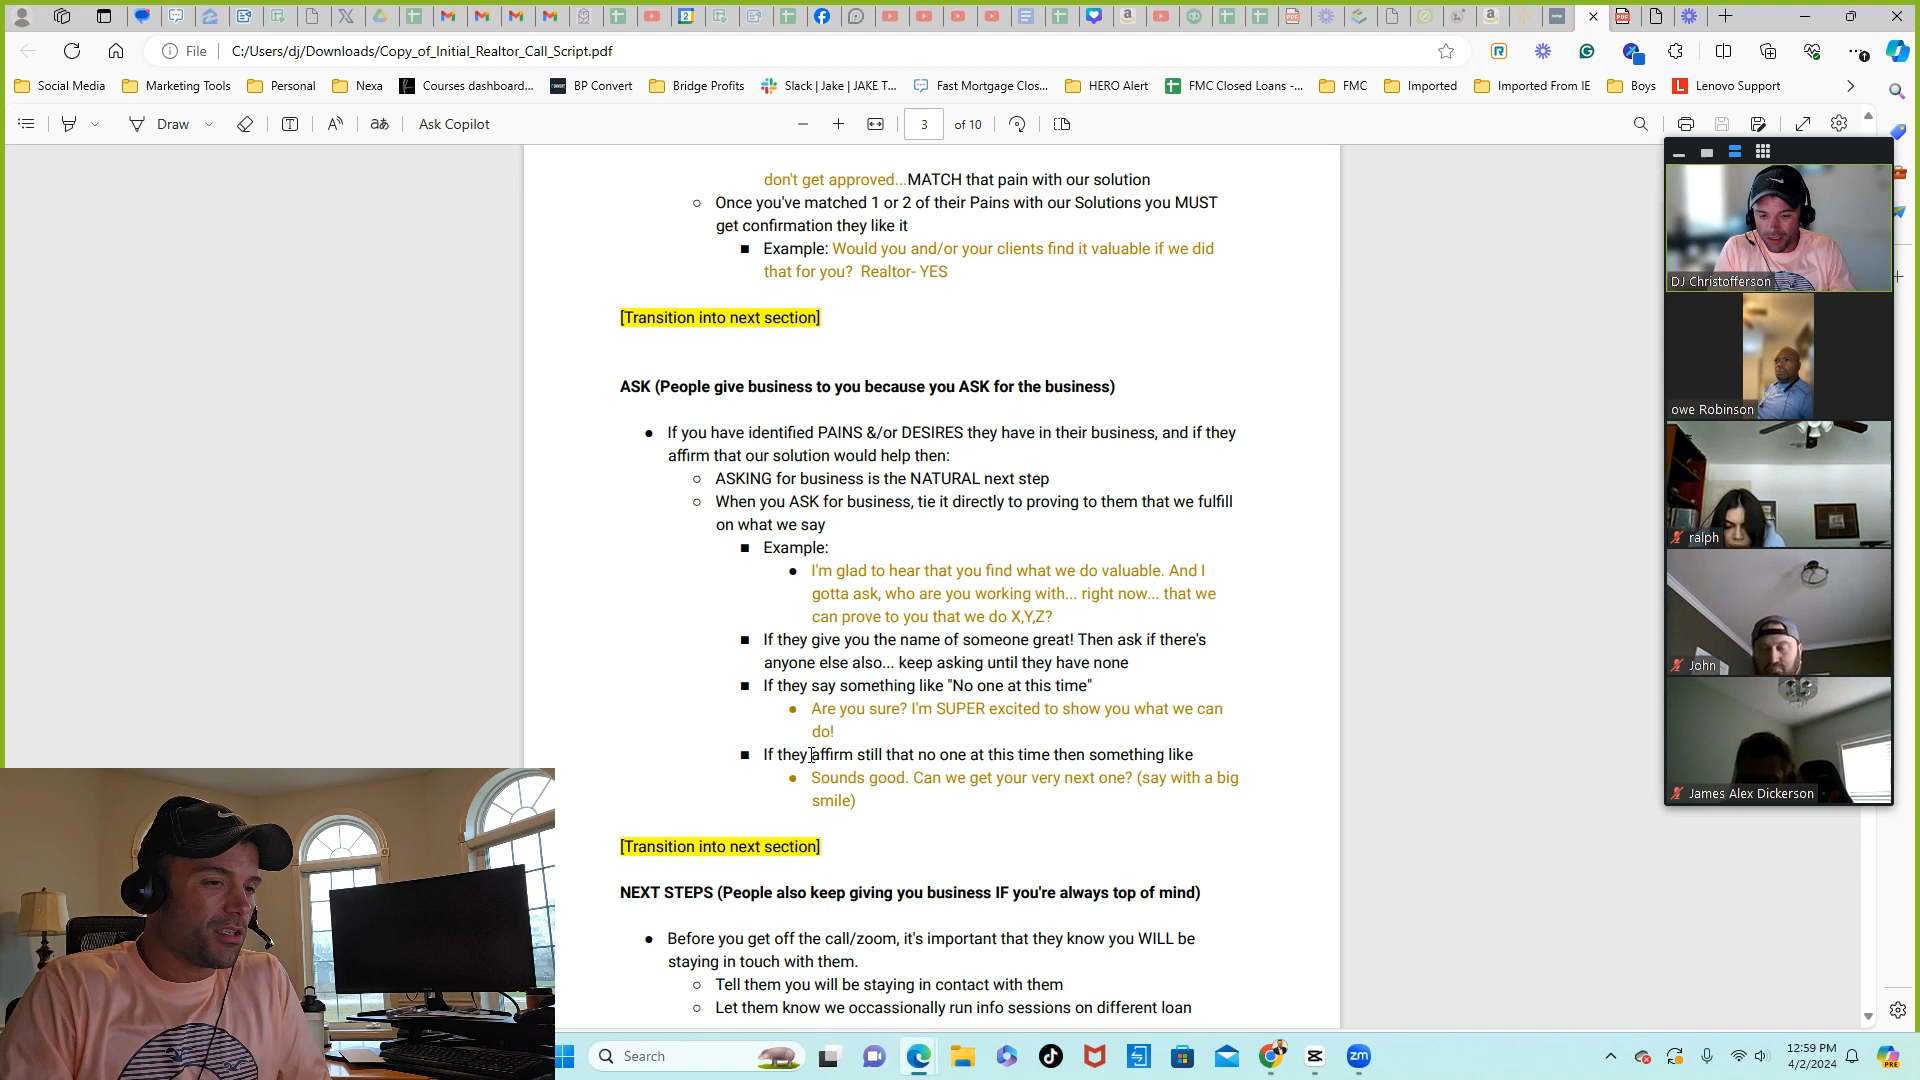 File
C:/Users/dj/Downloads/Copy_of_Initial_Realtor_Call_Script.pdf
Social Media
Marketing Tools
Personal
Nexa
Courses dashboard...
BP Convert
Bridge Profits
Slack | Jake | JAKE T...
Fast Mortgage Clos...
HERO Alert
FMC Closed Loans -...
FMC
Imported
Imported From IE
Boys
Lenovo Support
Draw
Ask Copilot
3
of 10
don't get approved...MATCH that pain with our solution
Once you've matched 1 or 2 of their Pains with our Solutions you MUST
get confirmation they like it
Example: Would you and/or your clients find it valuable if we did
that for you? Realtor- YES
[Transition into next section]
ASK (People give business to you because you ASK for the business)
If you have identified PAINS &/or DESIRES they have in their business, and if they
affirm that our solution would help then:
ASKING for business is the NATURAL next step
When you ASK for business, tie it directly to proving to them that we fulfill
on what we say
Example:
I'm glad to hear that you find what we do valuable. And I
gotta ask, who are you working with... right now... that we
can prove to you that we do X,Y,Z?
If they give you the name of someone great! Then ask if there's
anyone else also... keep asking until they have none
If they say something like "No one at this time"
Are you sure? I'm SUPER excited to show you what we can
do!
If they affirm still that no one at this time then something like
Sounds good. Can we get your very next one? (say with a big
smile)
[Transition into next section]
NEXT STEPS (People also keep giving you business IF you're always top of mind)
Before you get off the call/zoom, it's important that they know you WILL be
staying in touch with them.
Tell them you will be staying in contact with them
Let them know we occassionally run info sessions on different loan
DJ Christofferson
owe Robinson
ralph
John
James Alex Dickerson
Search
zm
12:59 PM
4/2/2024
PRE